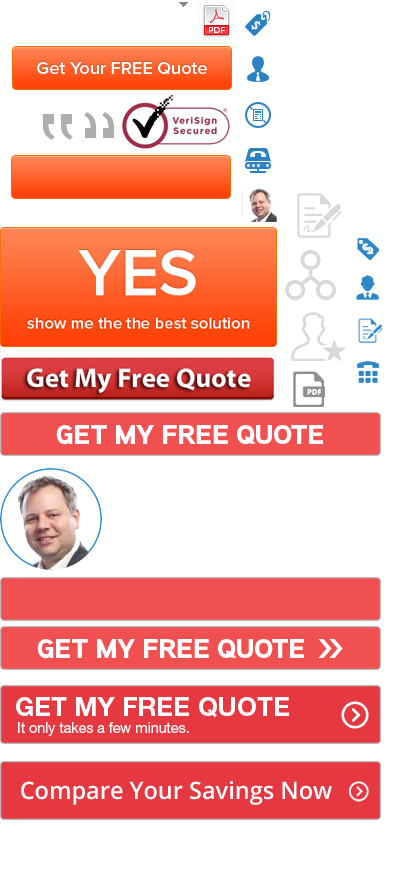 PDF
Get Your FREE Quote
VeriSign
Secured
YES
show me the the best solution
Get My Free Quote
PDF
GET MY FREE QUOTE
GET MY FREE QUOTE
GET MY FREE QUOTE
It only takes a few minutes.
Compare Your Savings Now